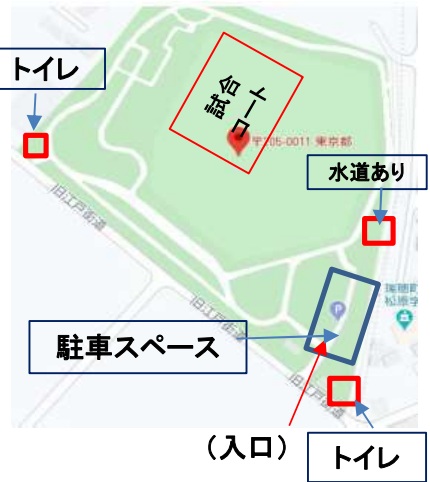 トイレ
試合
コート
〒105-0011 東京都
水道あり
旧江戸街道
駐車スペース
P
旧江戸街道
旧江戸街道
（入口）
トイレ